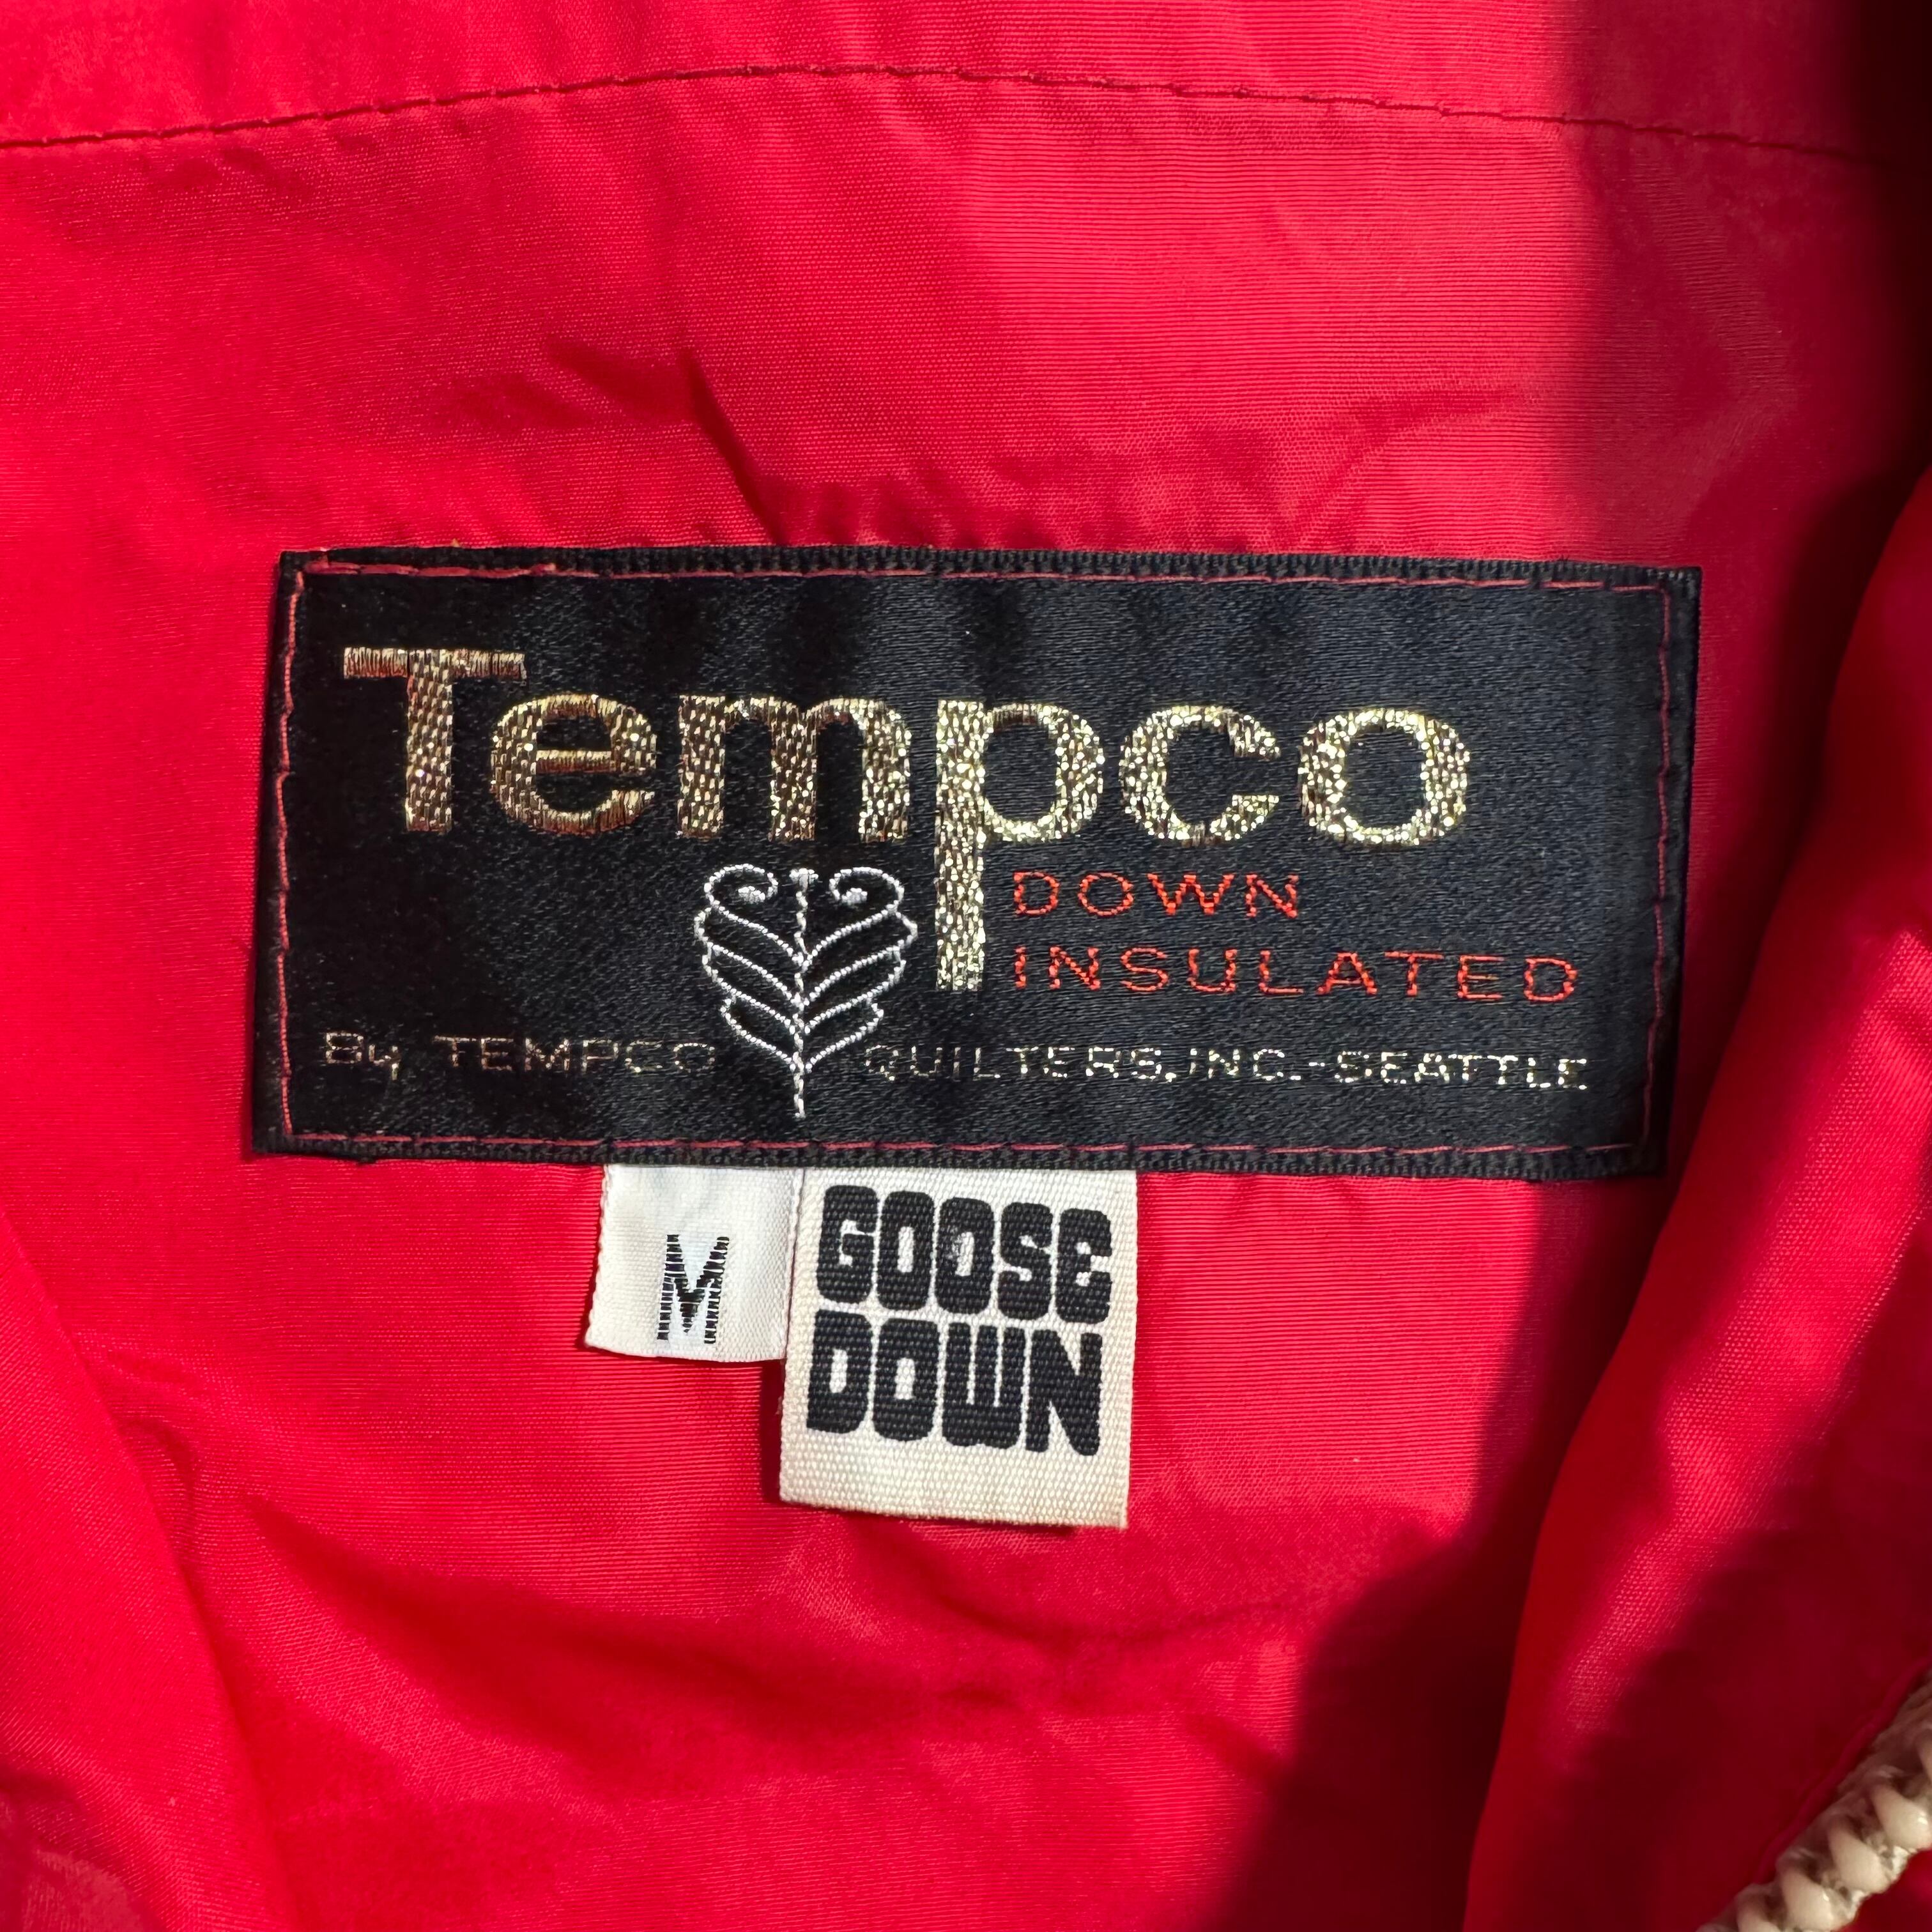 Tempco
DOWN
INSULATED
By TEMPCO QUILTERS,INC.-SEATTLE
M
GOOSE
DOWN